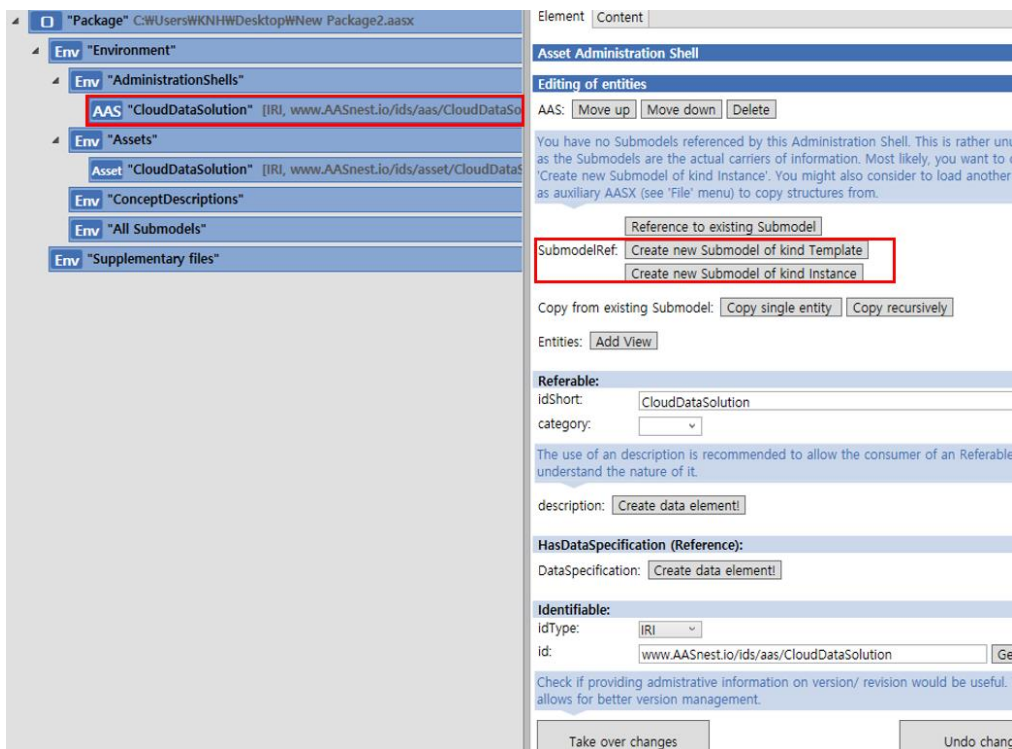 "Package" C:₩Users₩KNH₩Desktop₩New Package2.aasx
Env "Environment"
Env "AdministrationShells"
AAS "CloudDataSolution" [IRI, www.AASnest.io/ids/aas/CloudDataSo
Env "Assets"
Asset "CloudDataSolution" [IRI, www.AASnest.io/ids/asset/CloudDataS
Env "ConceptDescriptions"
Env "All Submodels"
Env "Supplementary files"
Element Content
Asset Administration Shell
Editing of entities
AAS: Move up Move down Delete
You have no Submodels referenced by this Administration Shell. This is rather unu
as the Submodels are the actual carriers of information. Most likely, you want to
'Create new Submodel of kind Instance'. You might also consider to load another
as auxiliary AASX (see 'File' menu) to copy structures from.
Reference to existing Submodel
SubmodelRef: Create new Submodel of kind Template
Create new Submodel of kind Instance
Copy from existing Submodel: Copy single entity Copy recursively
Entities: Add View
Referable:
idShort: CloudDataSolution
category:
The use of an description is recommended to allow the consumer of an Referable
understand the nature of it.
description: Create data element!
HasDataSpecification (Reference):
DataSpecification: Create data element!
Identifiable:
idType: IRI
id: www.AASnest.io/ids/aas/CloudDataSolution Ge
Check if providing admistrative information on version/ revision would be useful.
allows for better version management.
Take over changes Undo chang